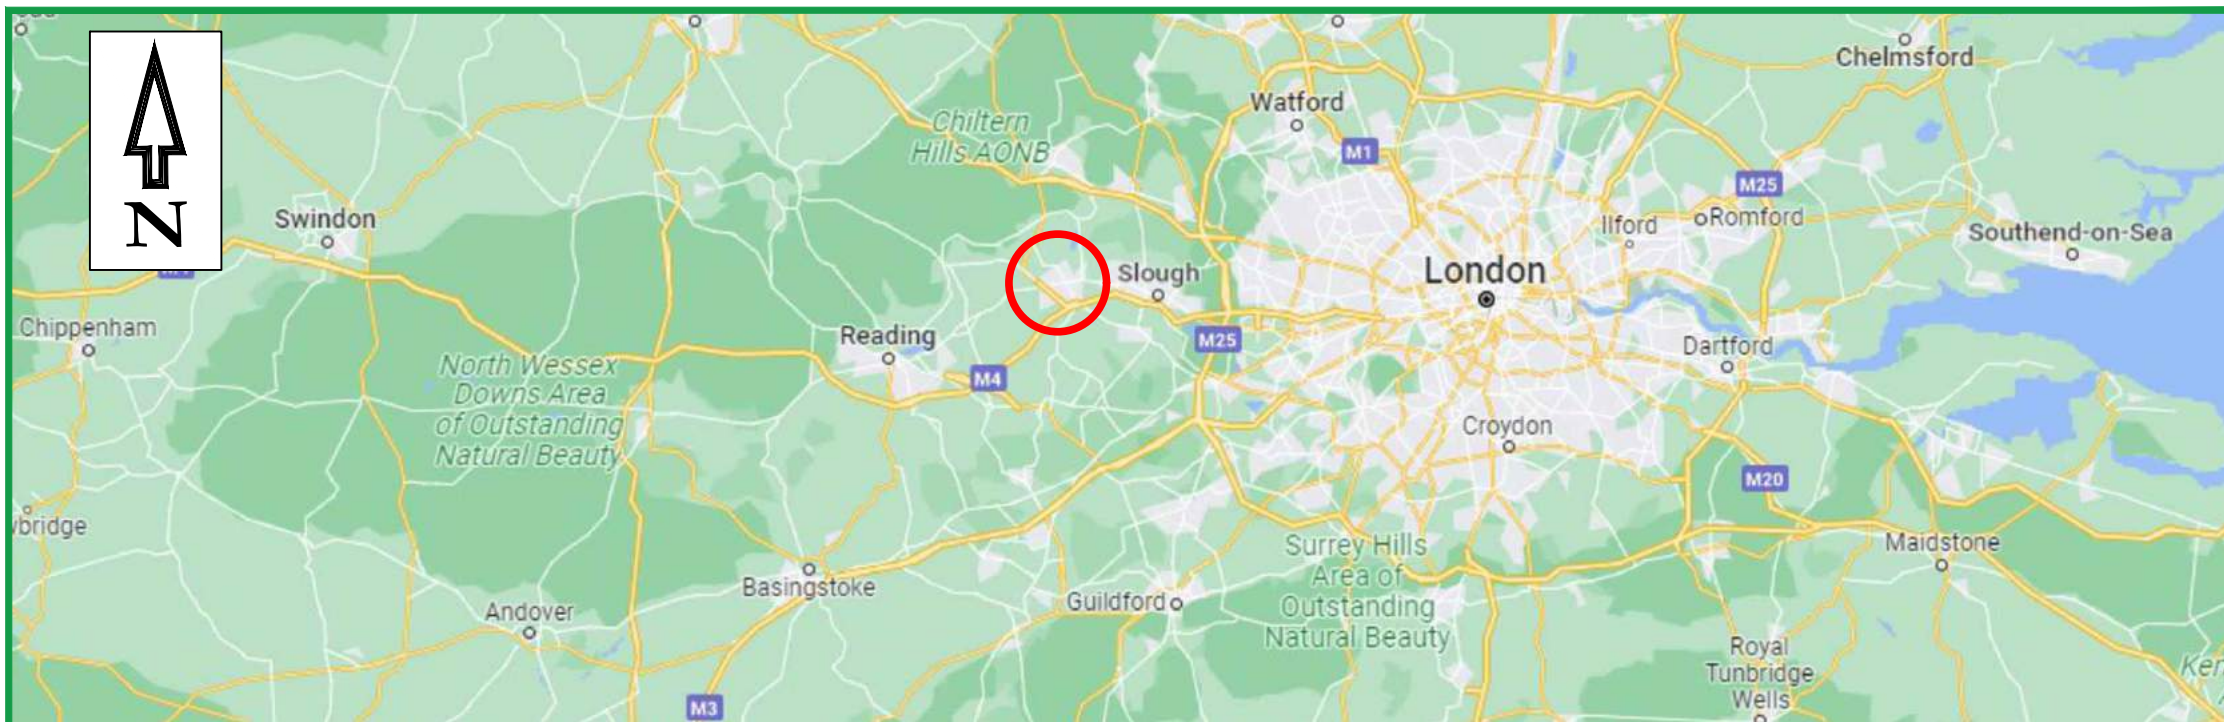 Chelmsford
Watford
Chiltern
Hills AONB
M1
M25
Swindon
Ilford
Romford
Southend-on-Sea
Slough
London
Chippenham
Reading
M25
Dartford
North Wessex
Downs Area
of Outstanding
Natural Beauty
M4
Croydon
M20
Surrey Hills
Area of
Outstanding
Natural Beauty
Maidstone
Basingstoke
Guildford
Andover
Royal
Tunbridge
Wells
M3
N